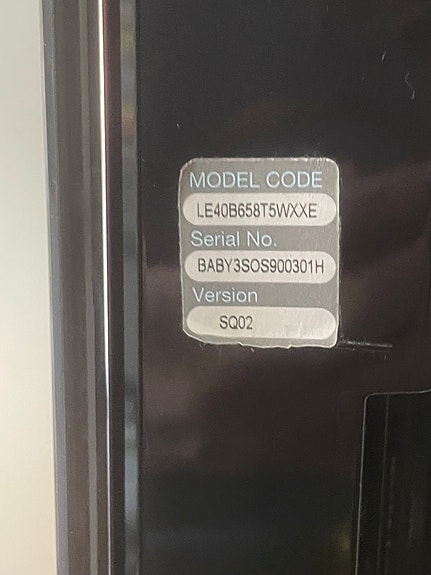 MODEL CODE
LE40B658T5WXXE
Serial No.
BABY3SOS900301H
Version
SQ02